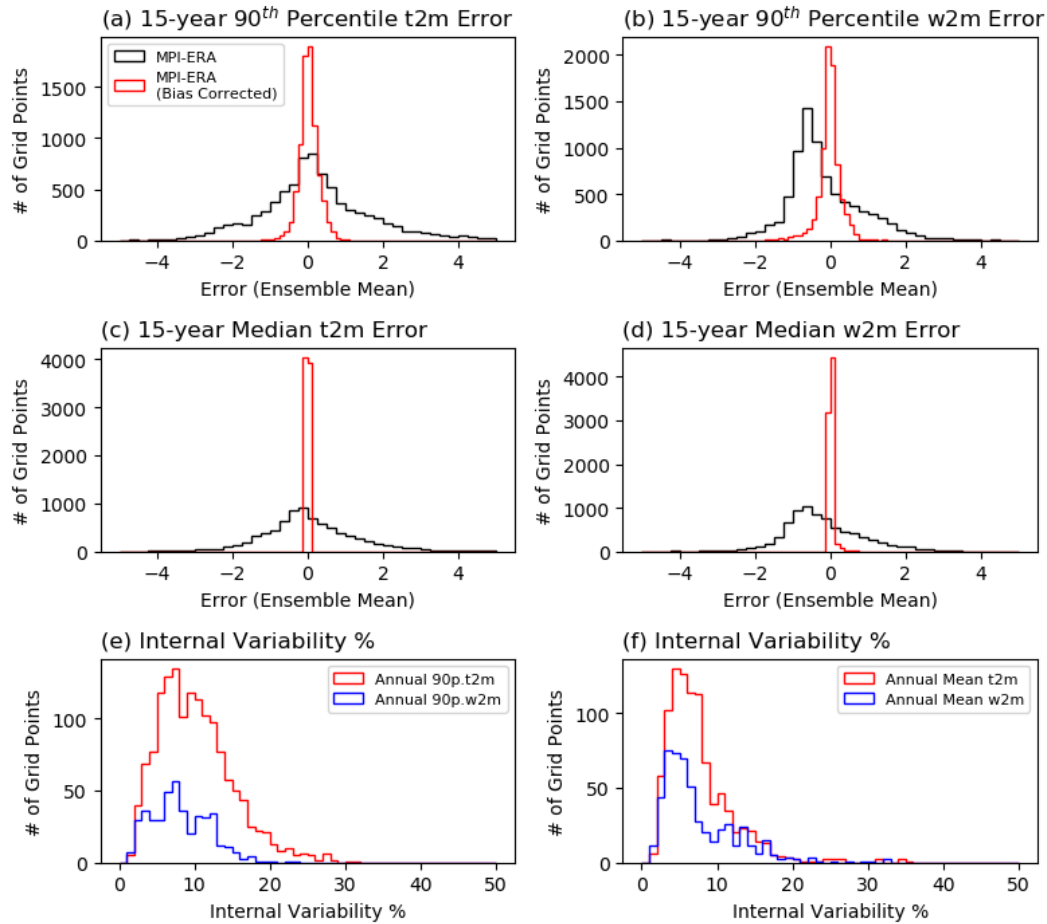 (a) 15-year 90th Percentile t2m Error
MPI-ERA
MPI-ERA
(Bias Corrected)
# of Grid Points
1500
1000
500
0
−4 −2 0 2 4
Error (Ensemble Mean)
(b) 15-year 90th Percentile w2m Error
# of Grid Points
2000
1500
1000
500
0
−4 −2 0 2 4
Error (Ensemble Mean)
(c) 15-year Median t2m Error
# of Grid Points
4000
3000
2000
1000
0
−4 −2 0 2 4
Error (Ensemble Mean)
(d) 15-year Median w2m Error
# of Grid Points
4000
3000
2000
1000
0
−4 −2 0 2 4
Error (Ensemble Mean)
(e) Internal Variability %
Annual 90p.t2m
Annual 90p.w2m
# of Grid Points
100
50
0
0 10 20 30 40 50
Internal Variability %
(f) Internal Variability %
Annual Mean t2m
Annual Mean w2m
# of Grid Points
100
50
0
0 10 20 30 40 50
Internal Variability %